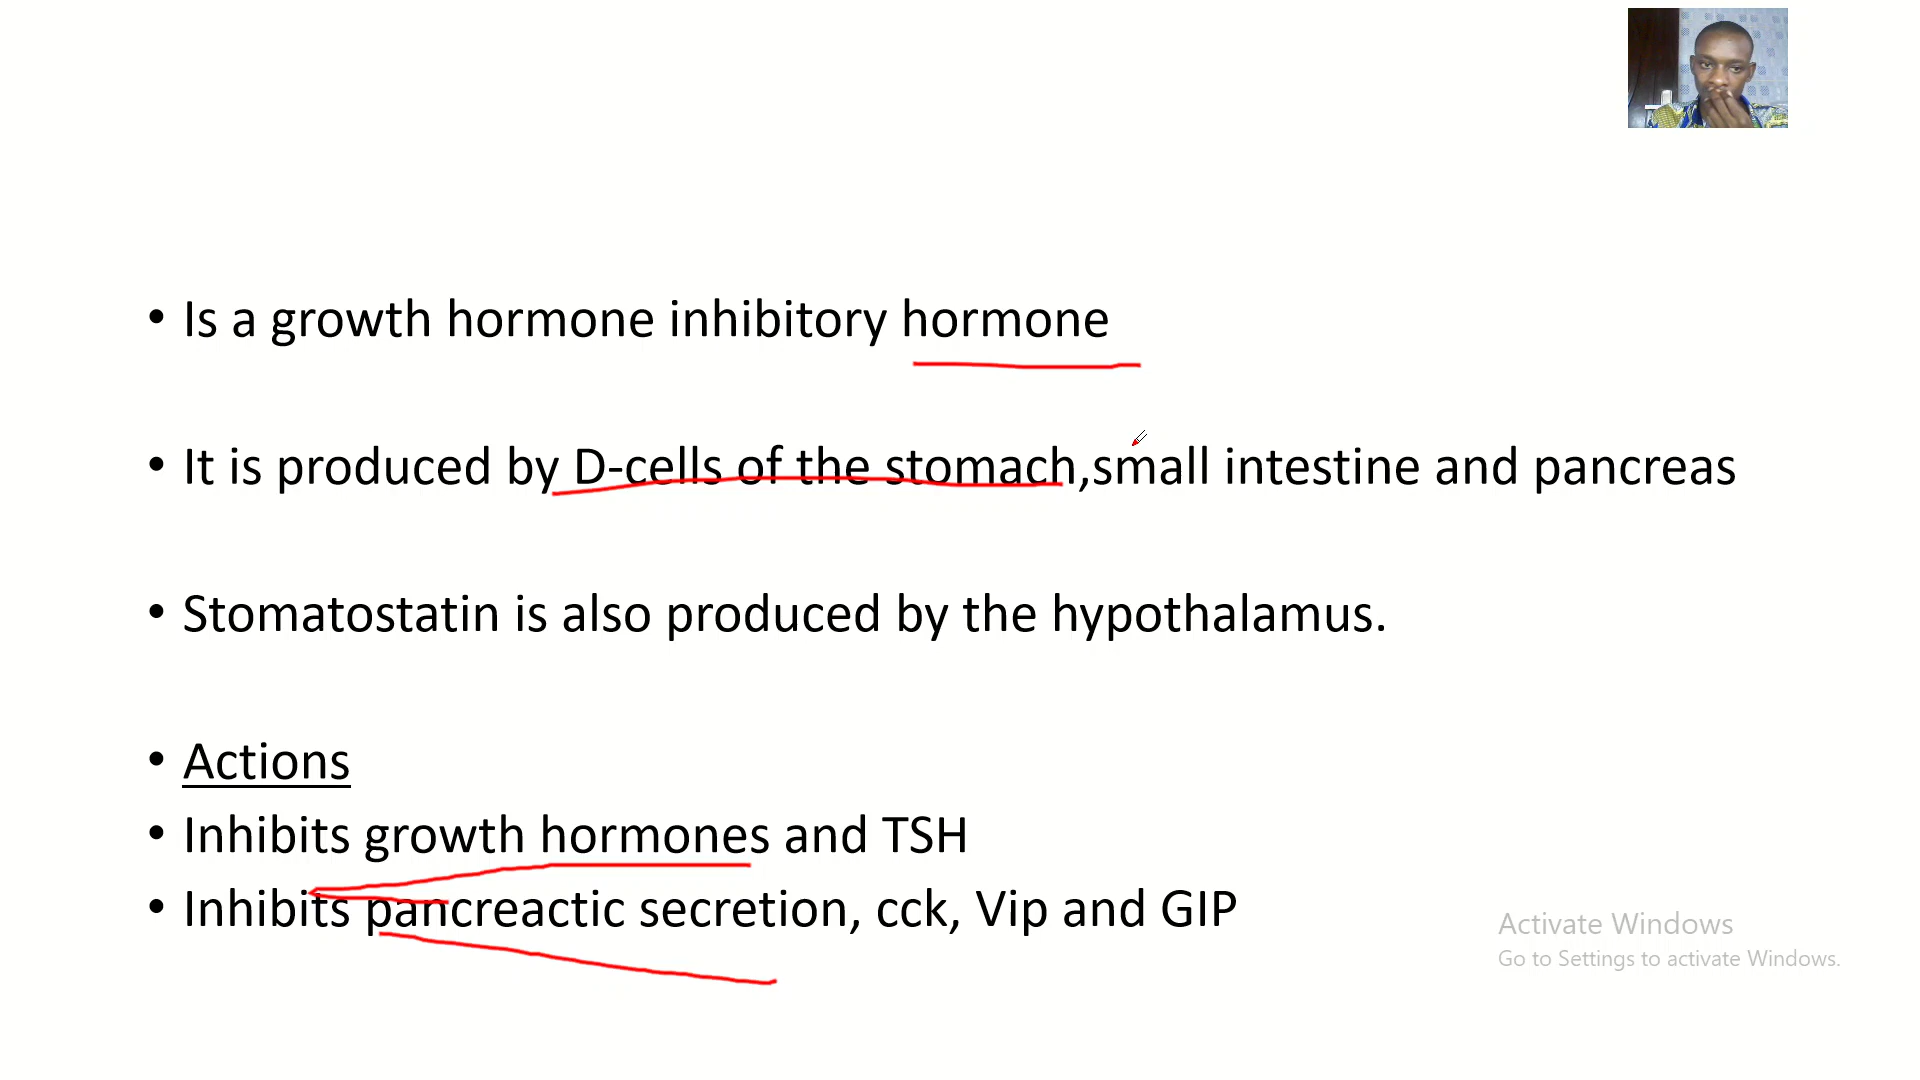 • Is a growth hormone inhibitory hormone
• It is produced by D-cells of the stomach,small intestine and pancreas
• Stomatostatin is also produced by the hypothalamus.
• Actions
• Inhibits growth hormones and TSH
• Inhibits pancreactic secretion, cck, Vip and GIP
Activate Windows
Go to Settings to activate Windows.